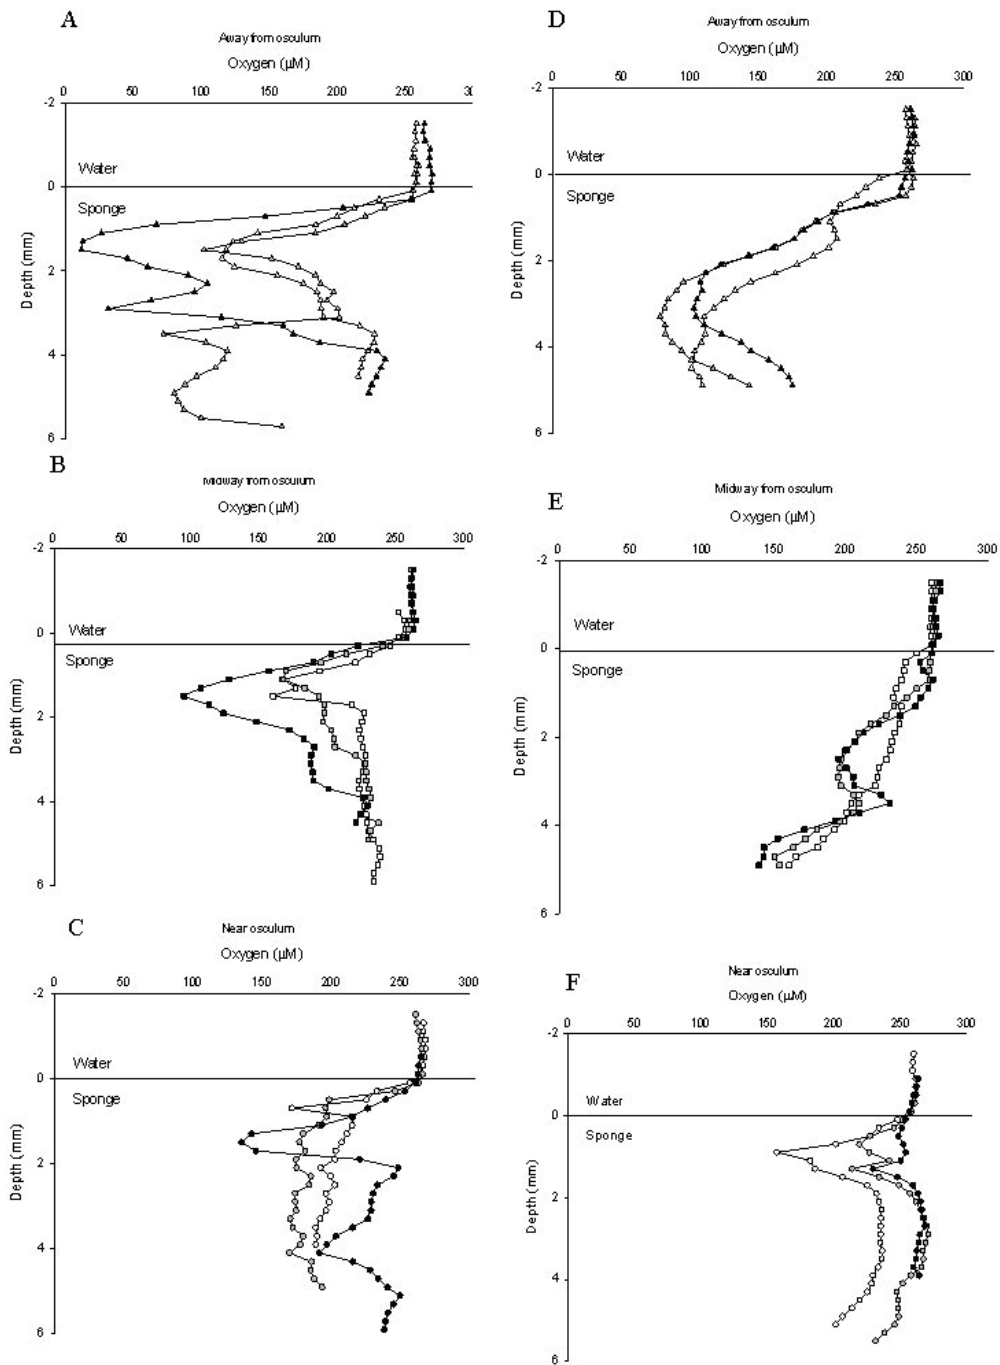 A
Away from osculum
Oxygen (µM)
0 50 100 150 200 250 30
-2
Water
0
Sponge
2
4
6
Depth (mm)
B
Midway from osculum
Oxygen (µM)
0 50 100 150 200 250 300
-2
Water
0
Sponge
2
4
6
Depth (mm)
C
Near osculum
Oxygen (µM)
0 50 100 150 200 250 300
-2
Water
0
Sponge
2
4
6
Depth (mm)
D
Away from osculum
Oxygen (µM)
0 50 100 150 200 250 300
-2
Water
0
Sponge
2
4
6
Depth (mm)
E
Midway from osculum
Oxygen (µM)
0 50 100 150 200 250 300
-2
Water
0
Sponge
2
4
6
Depth (mm)
F
Near osculum
Oxygen (µM)
0 50 100 150 200 250 300
-2
Water
0
Sponge
2
4
6
Depth (mm)